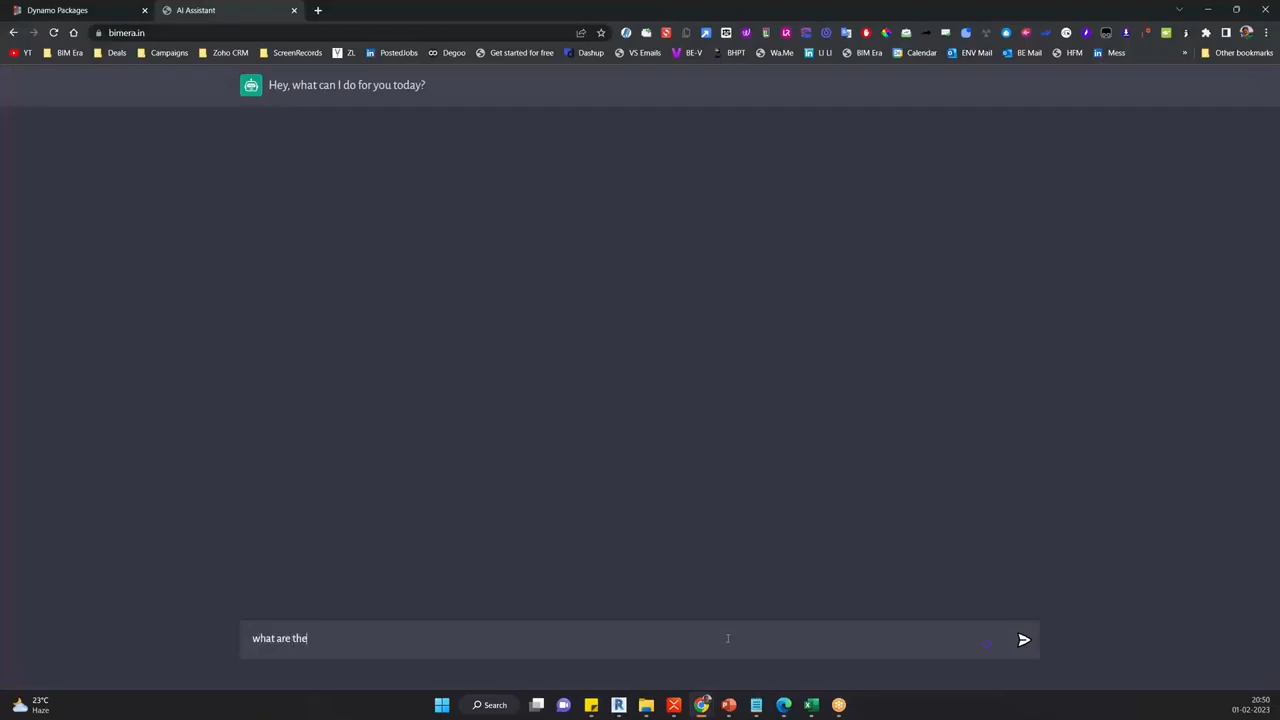 Dynamo Packages
AI Assistant
bimera.in
YT
BIM Era
Deals
Campaigns
Zoho CRM
ScreenRecords
ZL
PostedJobs
Degoo
Get started for free
Dashup
VS Emails
BE-V
BHPT
Wa.Me
LI LI
BIM Era
Calendar
ENV Mail
BE Mail
HFM
Mess
»
Other bookmarks
Hey, what can I do for you today?
what are the
23°C
Haze
Search
20:50
01-02-2023